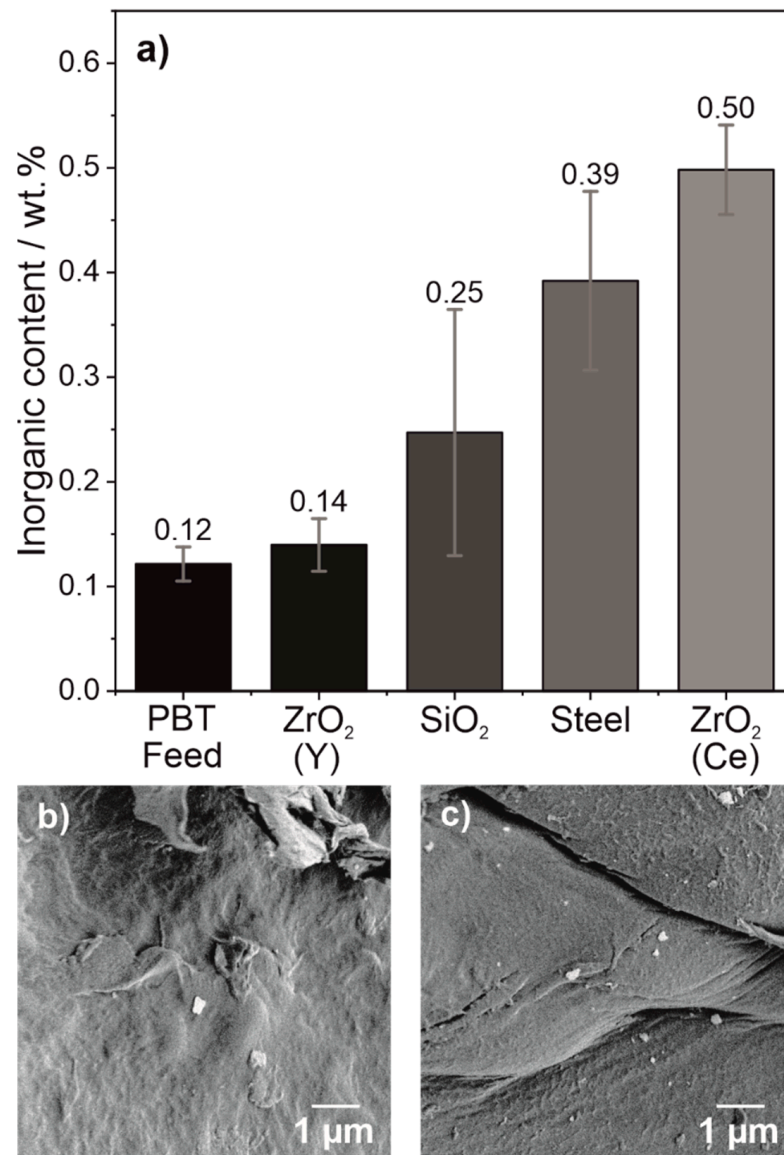 a)
Inorganic content / wt.%
0.6
0.5
0.4
0.3
0.2
0.1
0.0
0.12
0.14
0.25
0.39
0.50
PBT
Feed
ZrO₂
(Y)
SiO₂
Steel
ZrO₂
(Ce)
b)
1 µm
c)
1 µm